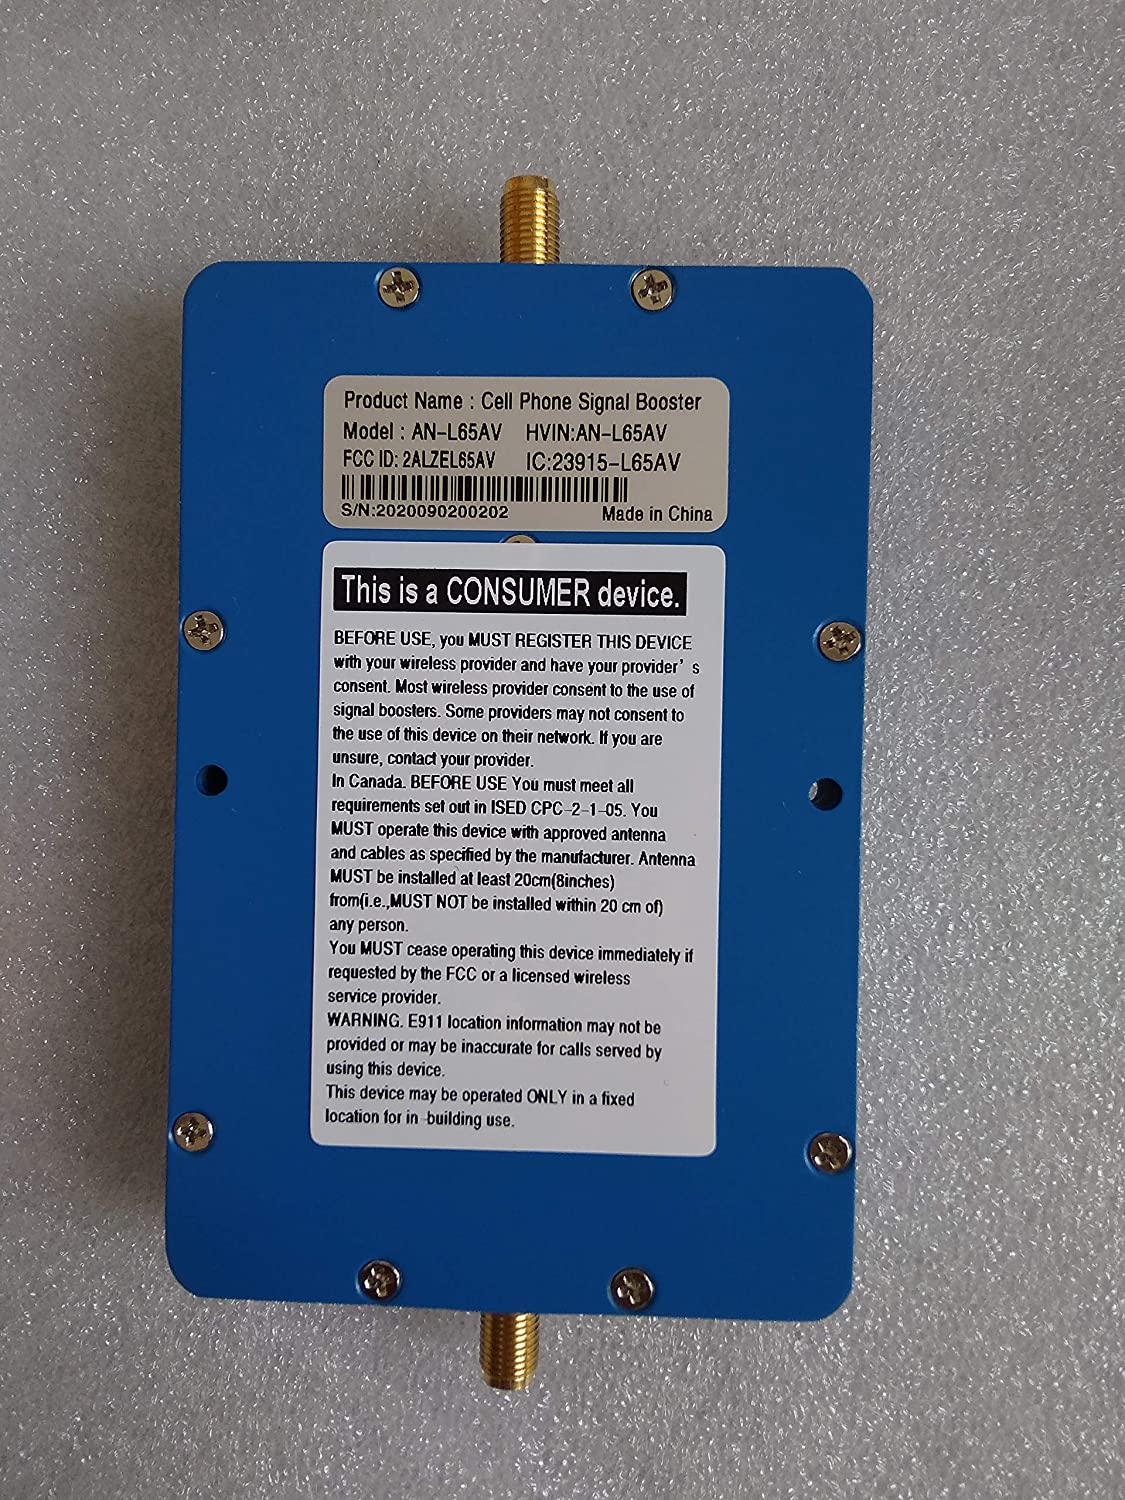 Product Name : Cell Phone Signal Booster
Model : AN-L65AV HVIN:AN-L65AV
FCC ID: 2ALZEL65AV IC:23915-L65AV
S/N:2020090200202 Made in China
This is a CONSUMER device.
BEFORE USE, you MUST REGISTER THIS DEVICE
with your wireless provider and have your provider's
consent. Most wireless provider consent to the use of
signal boosters. Some providers may not consent to
the use of this device on their network. If you are
unsure, contact your provider.
In Canada. BEFORE USE You must meet all
requirements set out in ISED CPC-2-1-05. You
MUST operate this device with approved antenna
and cables as specified by the manufacturer. Antenna
MUST be installed at least 20cm(8inches)
from(i.e.,MUST NOT be installed within 20 cm of)
any person.
You MUST cease operating this device immediately if
requested by the FCC or a licensed wireless
service provider.
WARNING. E911 location information may not be
provided or may be inaccurate for calls served by
using this device.
This device may be operated ONLY in a fixed
location for in-building use.